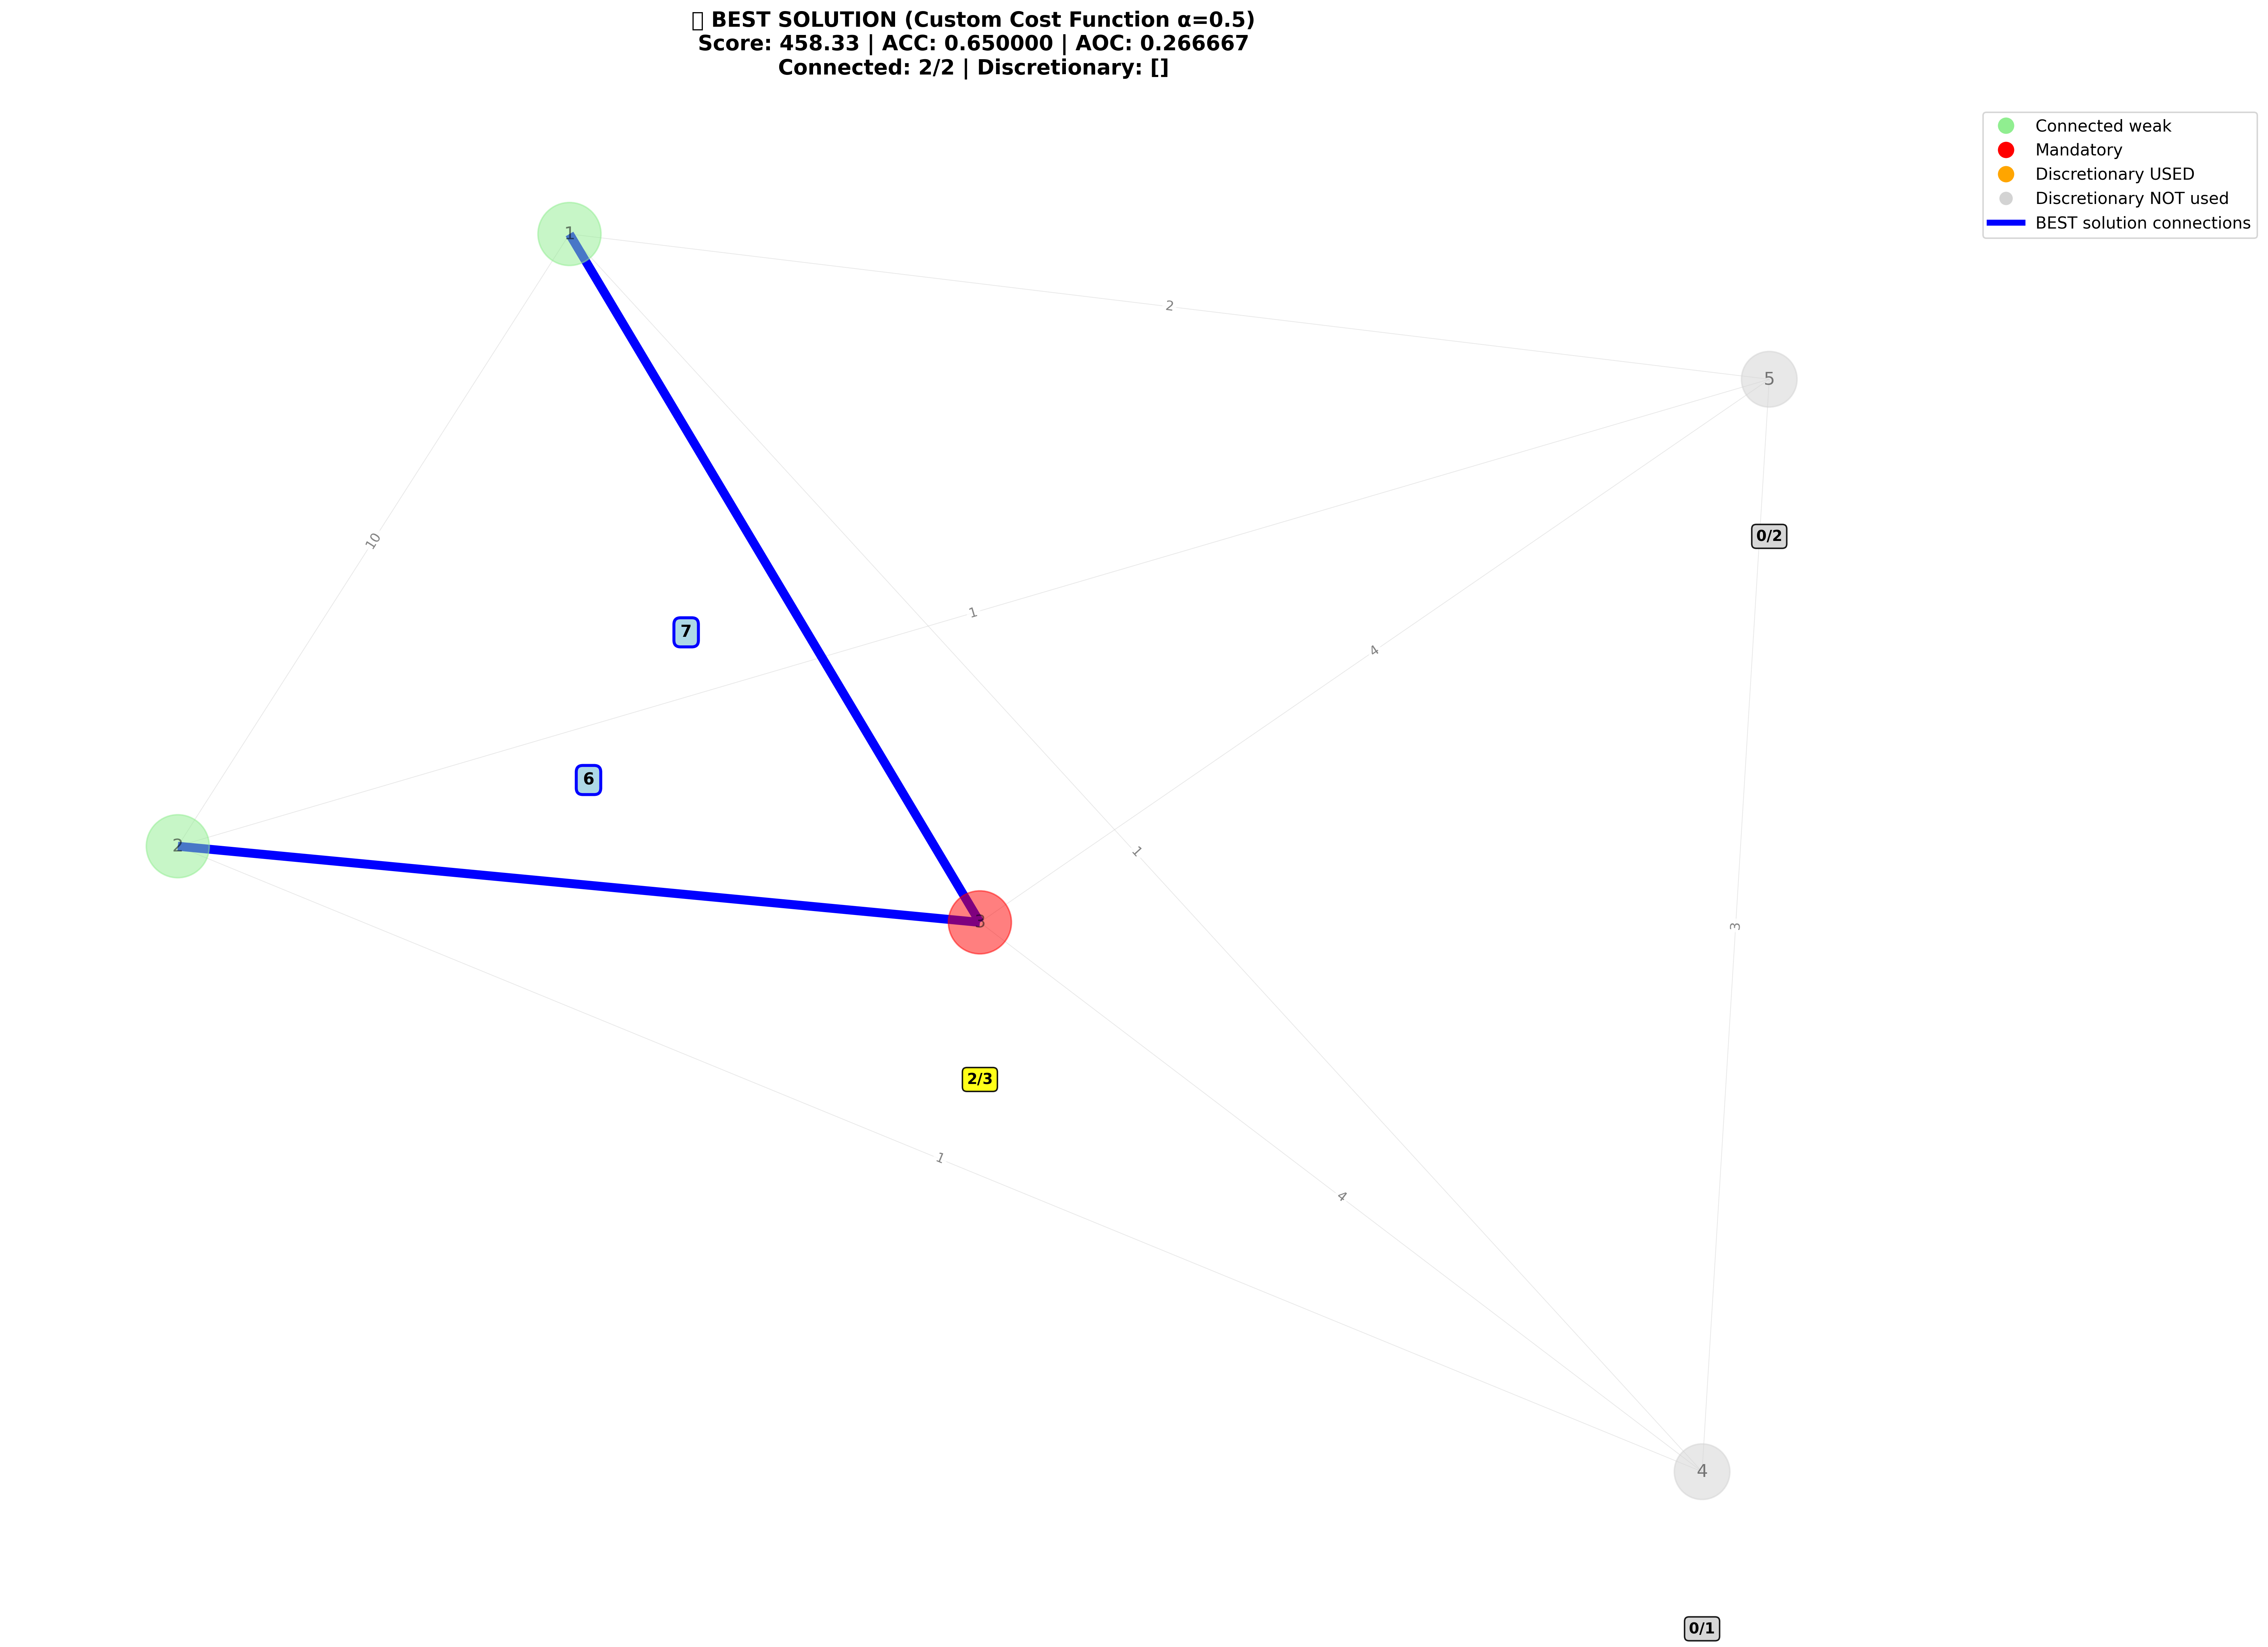 ▯ BEST SOLUTION (Custom Cost Function α=0.5)
Score: 458.33 | ACC: 0.650000 | AOC: 0.266667
Connected: 2/2 | Discretionary: []
Connected weak
Mandatory
Discretionary USED
Discretionary NOT used
BEST solution connections
1
2
5
0/2
10
7
1
4
6
2
1
3
3
2/3
1
4
4
0/1